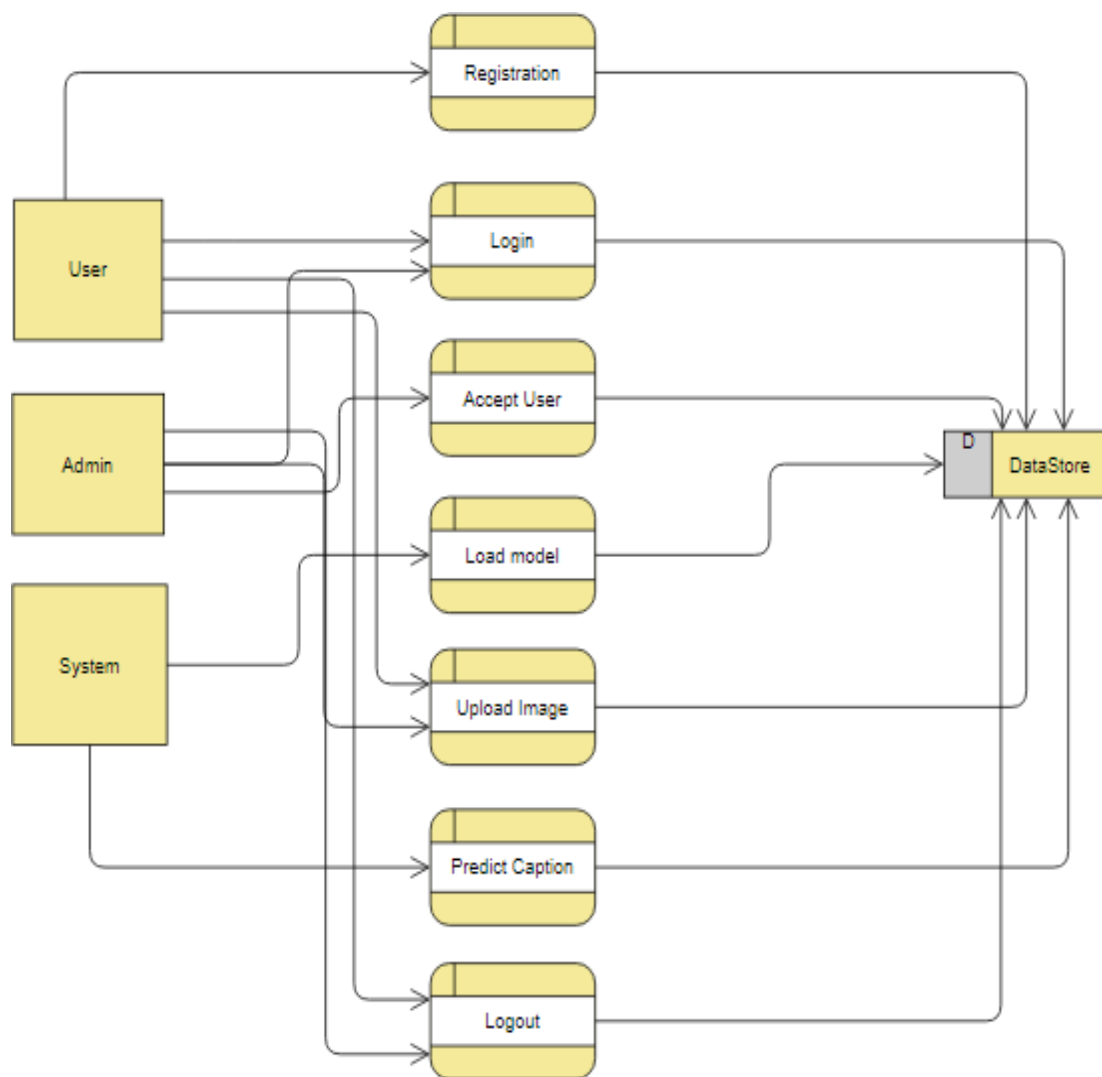 Registration
Login
User
Accept User
Admin
D
DataStore
Load model
System
Upload Image
Predict Caption
Logout